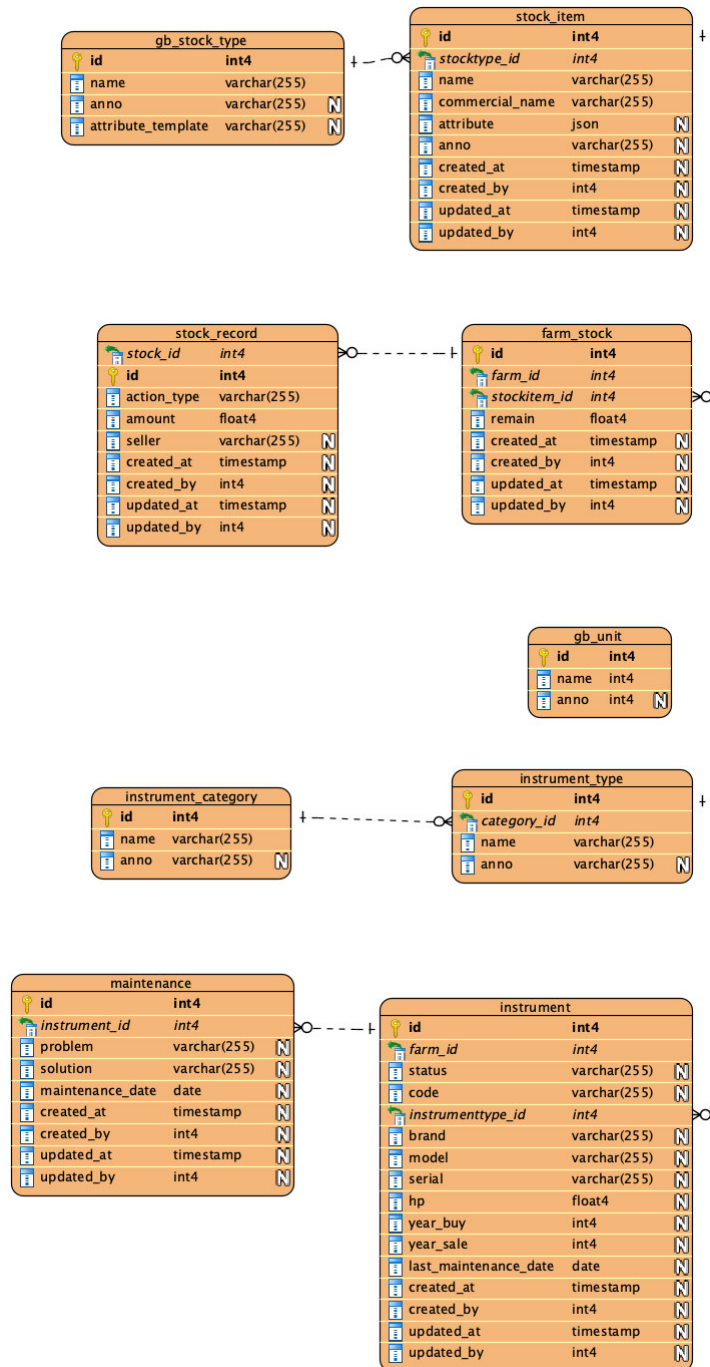 gb_stock_type
id int4
name varchar(255)
anno varchar(255) N
attribute_template varchar(255) N
stock_item
id int4
stocktype_id int4
name varchar(255)
commercial_name varchar(255)
attribute json N
anno varchar(255) N
created_at timestamp N
created_by int4 N
updated_at timestamp N
updated_by int4 N
stock_record
stock_id int4
id int4
action_type varchar(255)
amount float4
seller varchar(255) N
created_at timestamp N
created_by int4 N
updated_at timestamp N
updated_by int4 N
farm_stock
id int4
farm_id int4
stockitem_id int4
remain float4
created_at timestamp N
created_by int4 N
updated_at timestamp N
updated_by int4 N
gb_unit
id int4
name int4
anno int4 N
instrument_category
id int4
name varchar(255)
anno varchar(255) N
instrument_type
id int4
category_id int4
name varchar(255)
anno varchar(255) N
maintenance
id int4
instrument_id int4
problem varchar(255) N
solution varchar(255) N
maintenance_date date N
created_at timestamp N
created_by int4 N
updated_at timestamp N
updated_by int4 N
instrument
id int4
farm_id int4
status varchar(255) N
code varchar(255) N
instrumenttype_id int4
brand varchar(255) N
model varchar(255) N
serial varchar(255) N
hp float4 N
year_buy int4 N
year_sale int4 N
last_maintenance_date date N
created_at timestamp N
created_by int4 N
updated_at timestamp N
updated_by int4 N